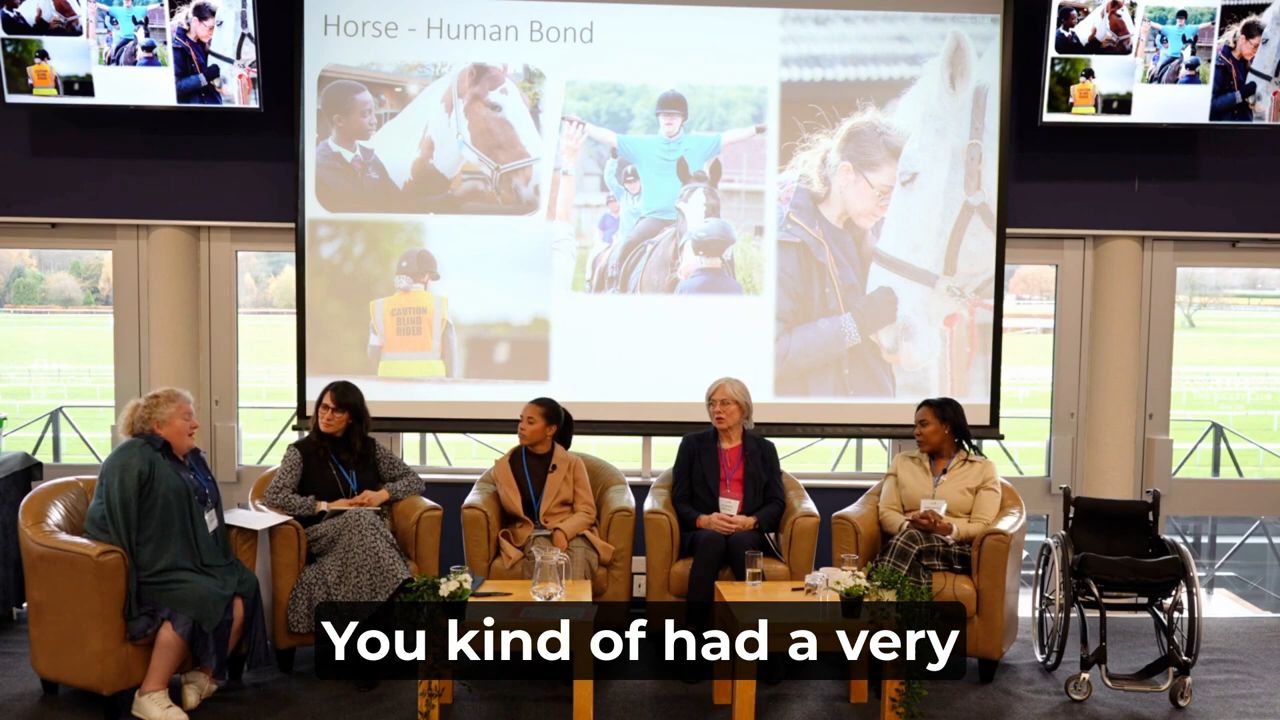 Horse - Human Bond
CAUTION
BLIND
RIDER
You kind of had a very